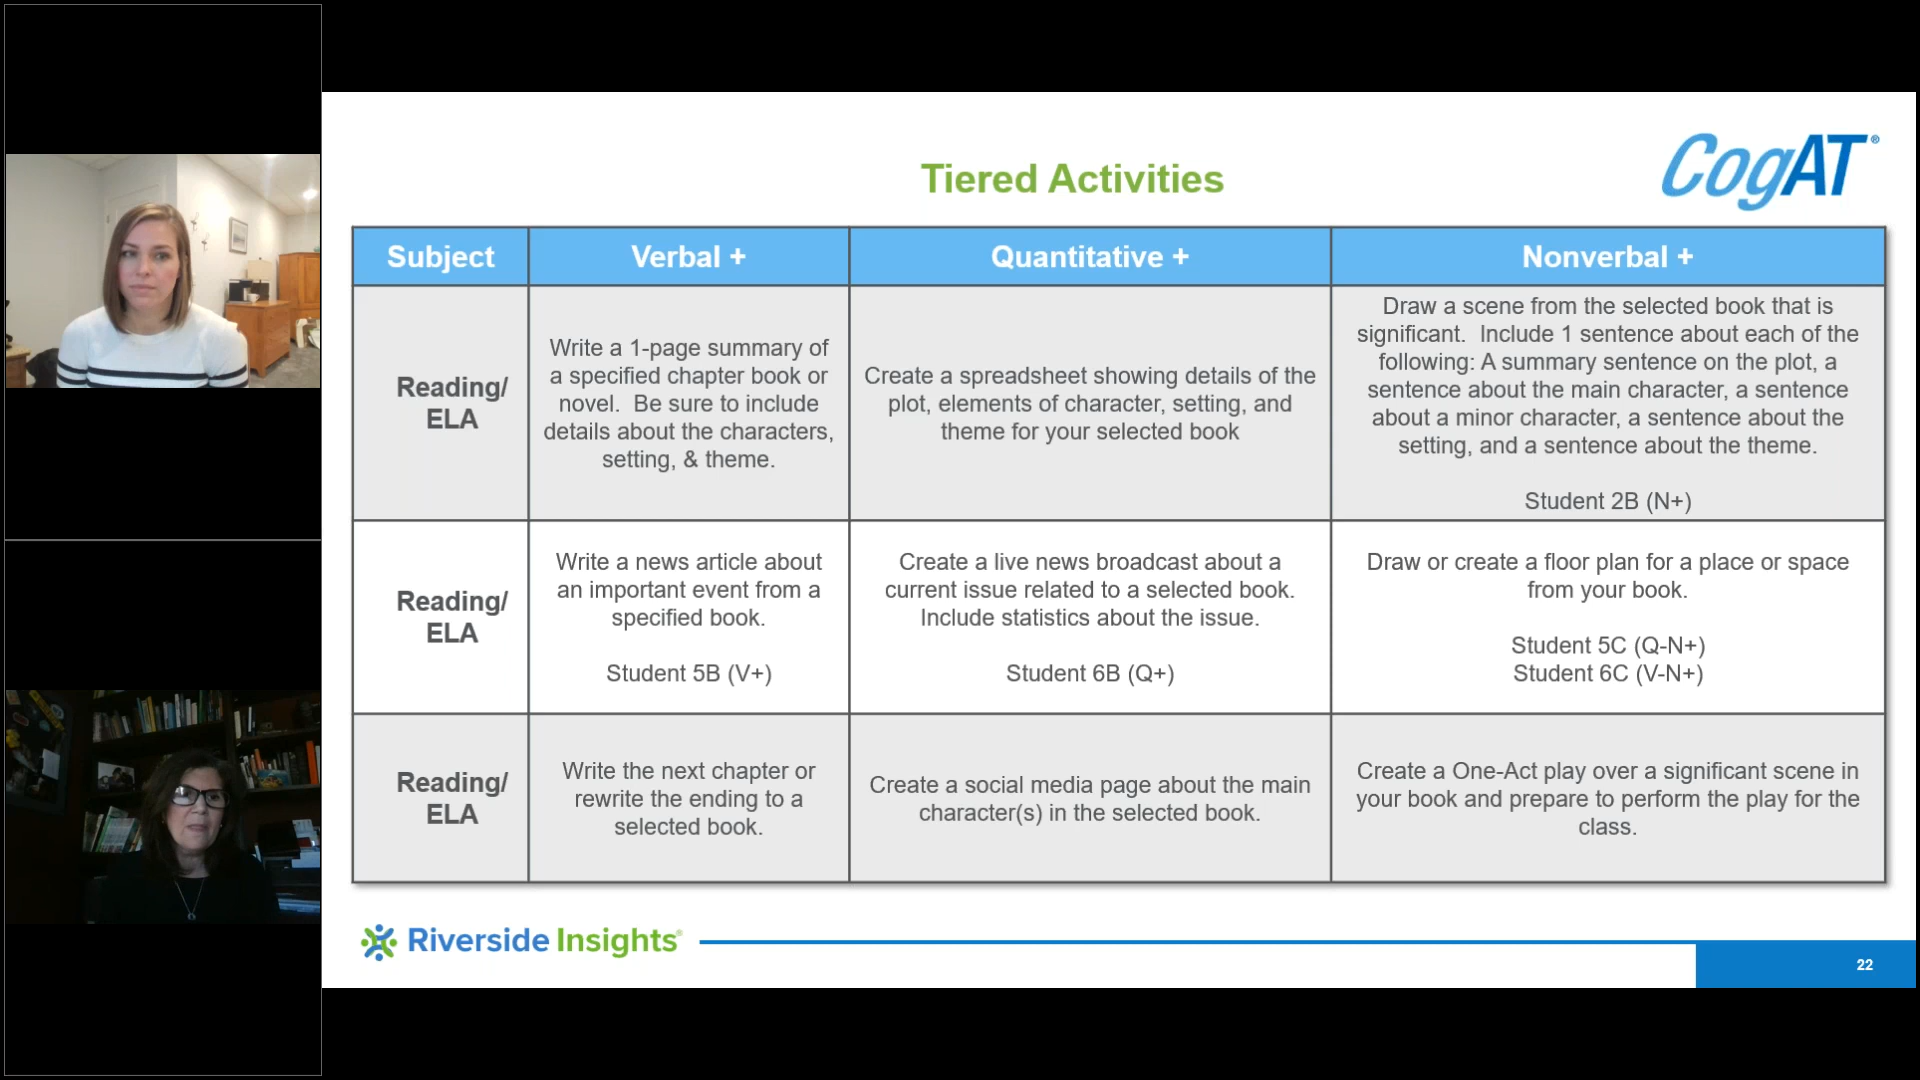 CogAT®
Tiered Activities
Subject
Verbal +
Quantitative +
Nonverbal +
Reading/
ELA
Write a 1-page summary of
a specified chapter book or
novel. Be sure to include
details about the characters,
setting, & theme.
Create a spreadsheet showing details of the
plot, elements of character, setting, and
theme for your selected book
Draw a scene from the selected book that is
significant. Include 1 sentence about each of the
following: A summary sentence on the plot, a
sentence about the main character, a sentence
about a minor character, a sentence about the
setting, and a sentence about the theme.
Student 2B (N+)
Reading/
ELA
Write a news article about
an important event from a
specified book.
Student 5B (V+)
Create a live news broadcast about a
current issue related to a selected book.
Include statistics about the issue.
Student 6B (Q+)
Draw or create a floor plan for a place or space
from your book.
Student 5C (Q-N+)
Student 6C (V-N+)
Reading/
ELA
Write the next chapter or
rewrite the ending to a
selected book.
Create a social media page about the main
character(s) in the selected book.
Create a One-Act play over a significant scene in
your book and prepare to perform the play for the
class.
Riverside Insights®
22